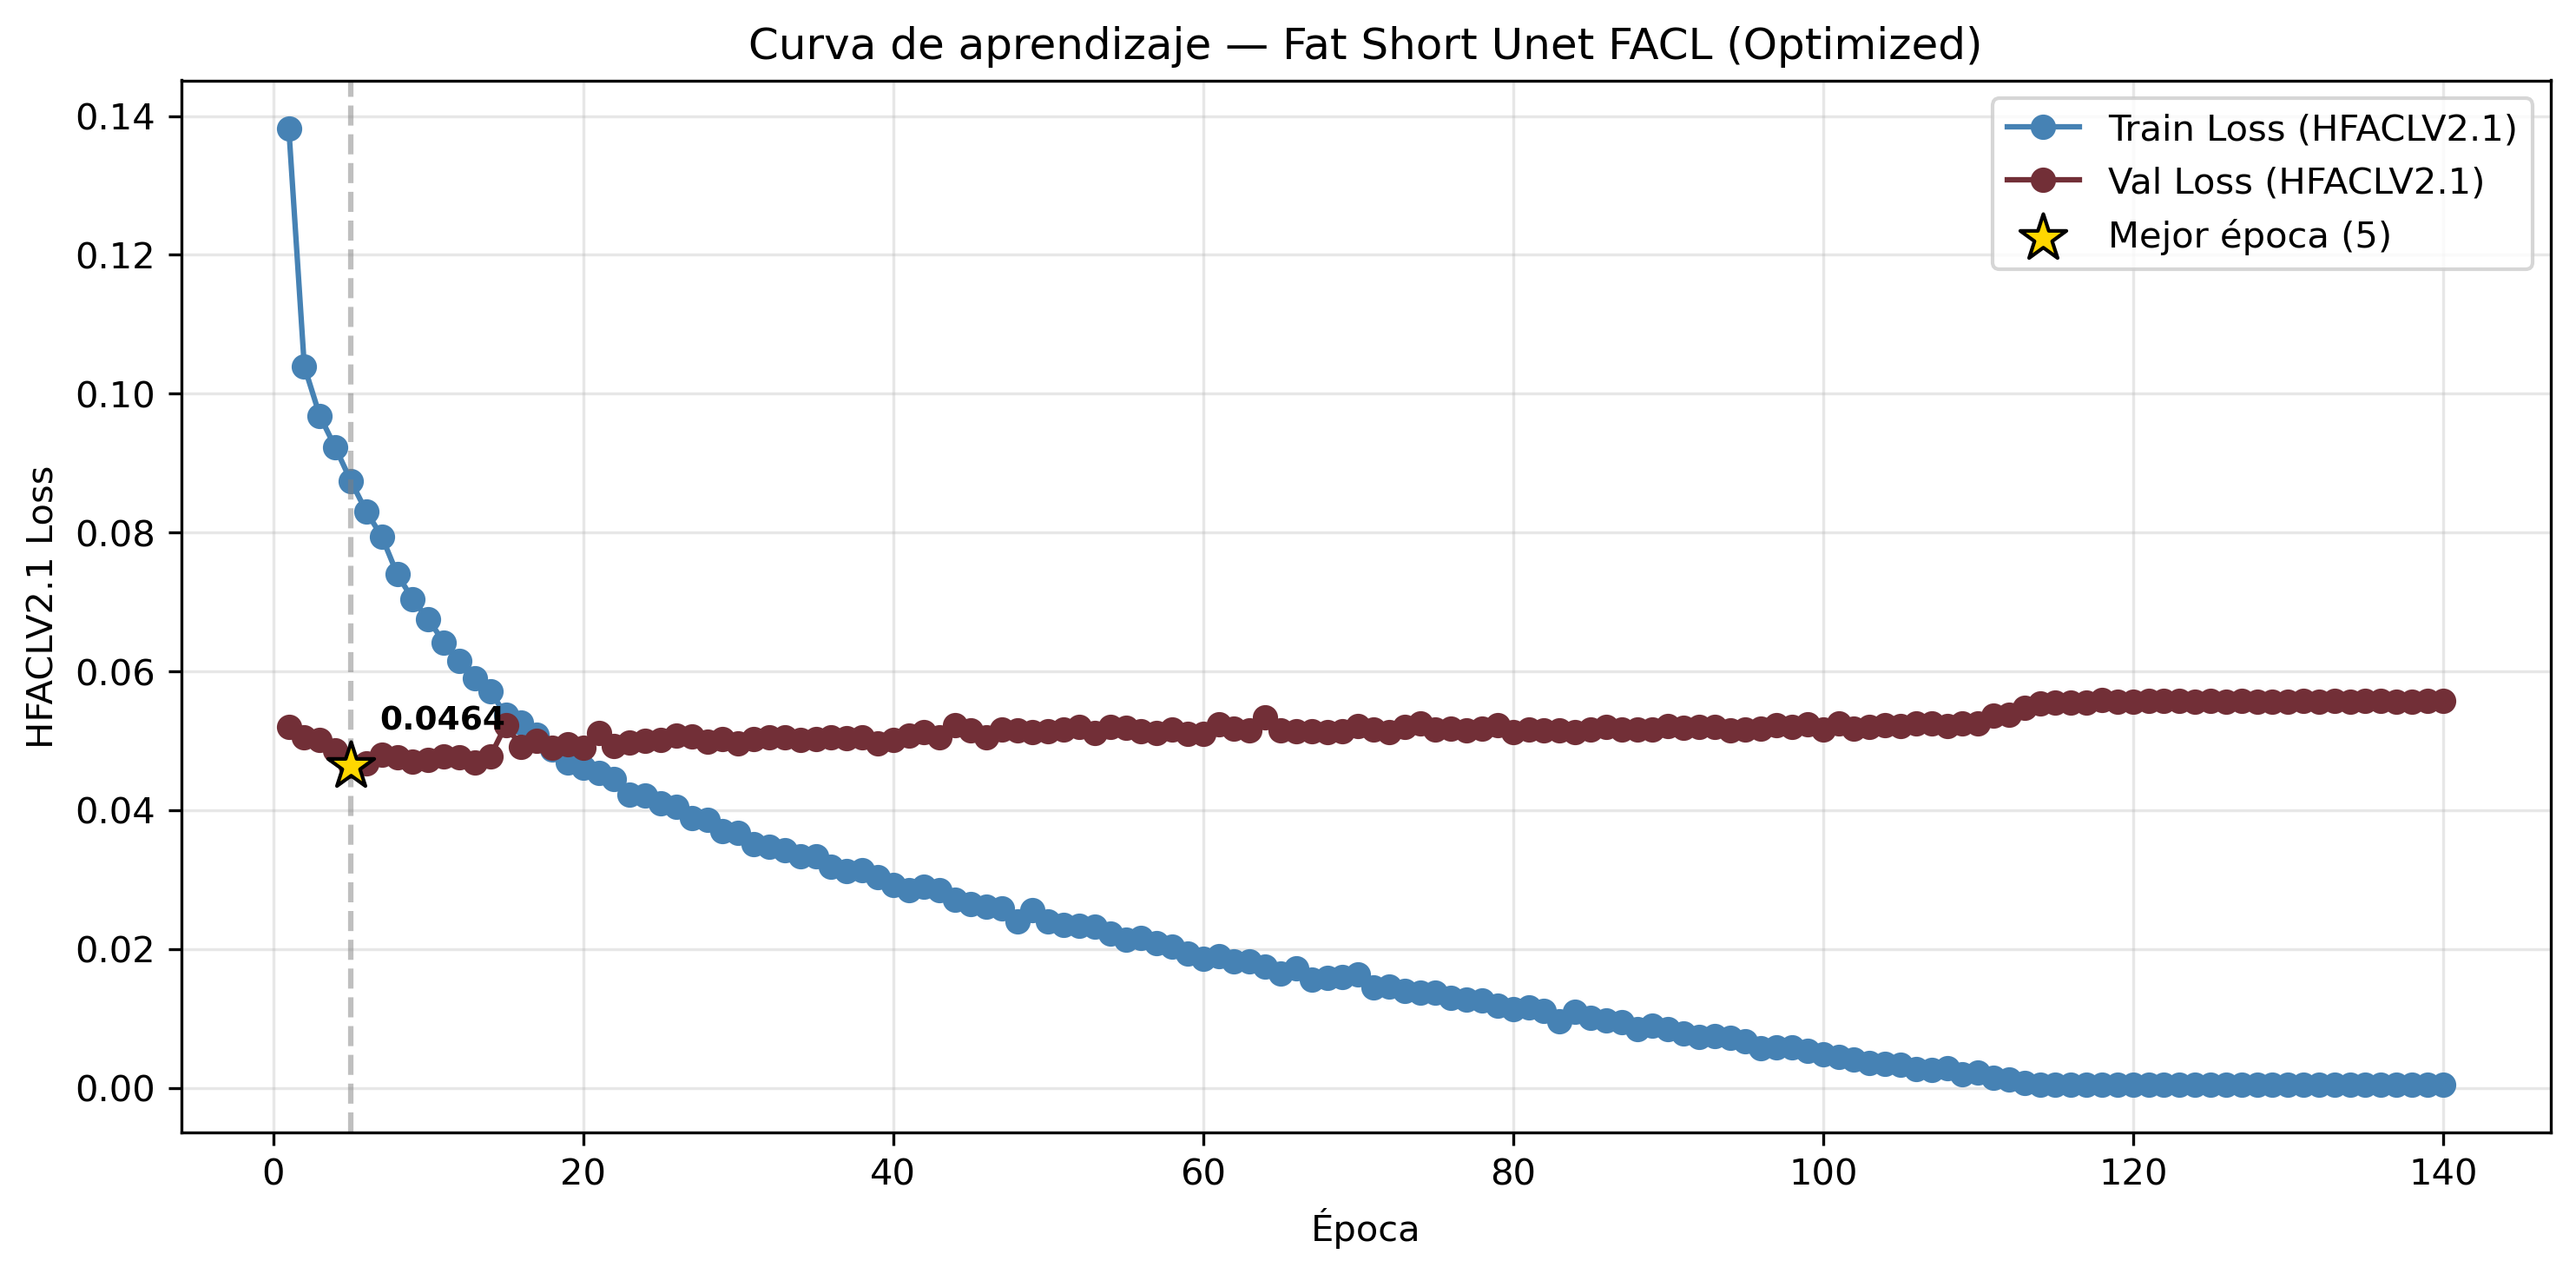 Curva de aprendizaje — Fat Short Unet FACL (Optimized)
Train Loss (HFACLV2.1)
Val Loss (HFACLV2.1)
Mejor época (5)
HFACLV2.1 Loss
0.14
0.12
0.10
0.08
0.06
0.04
0.02
0.00
0.0464
0 20 40 60 80 100 120 140
Época